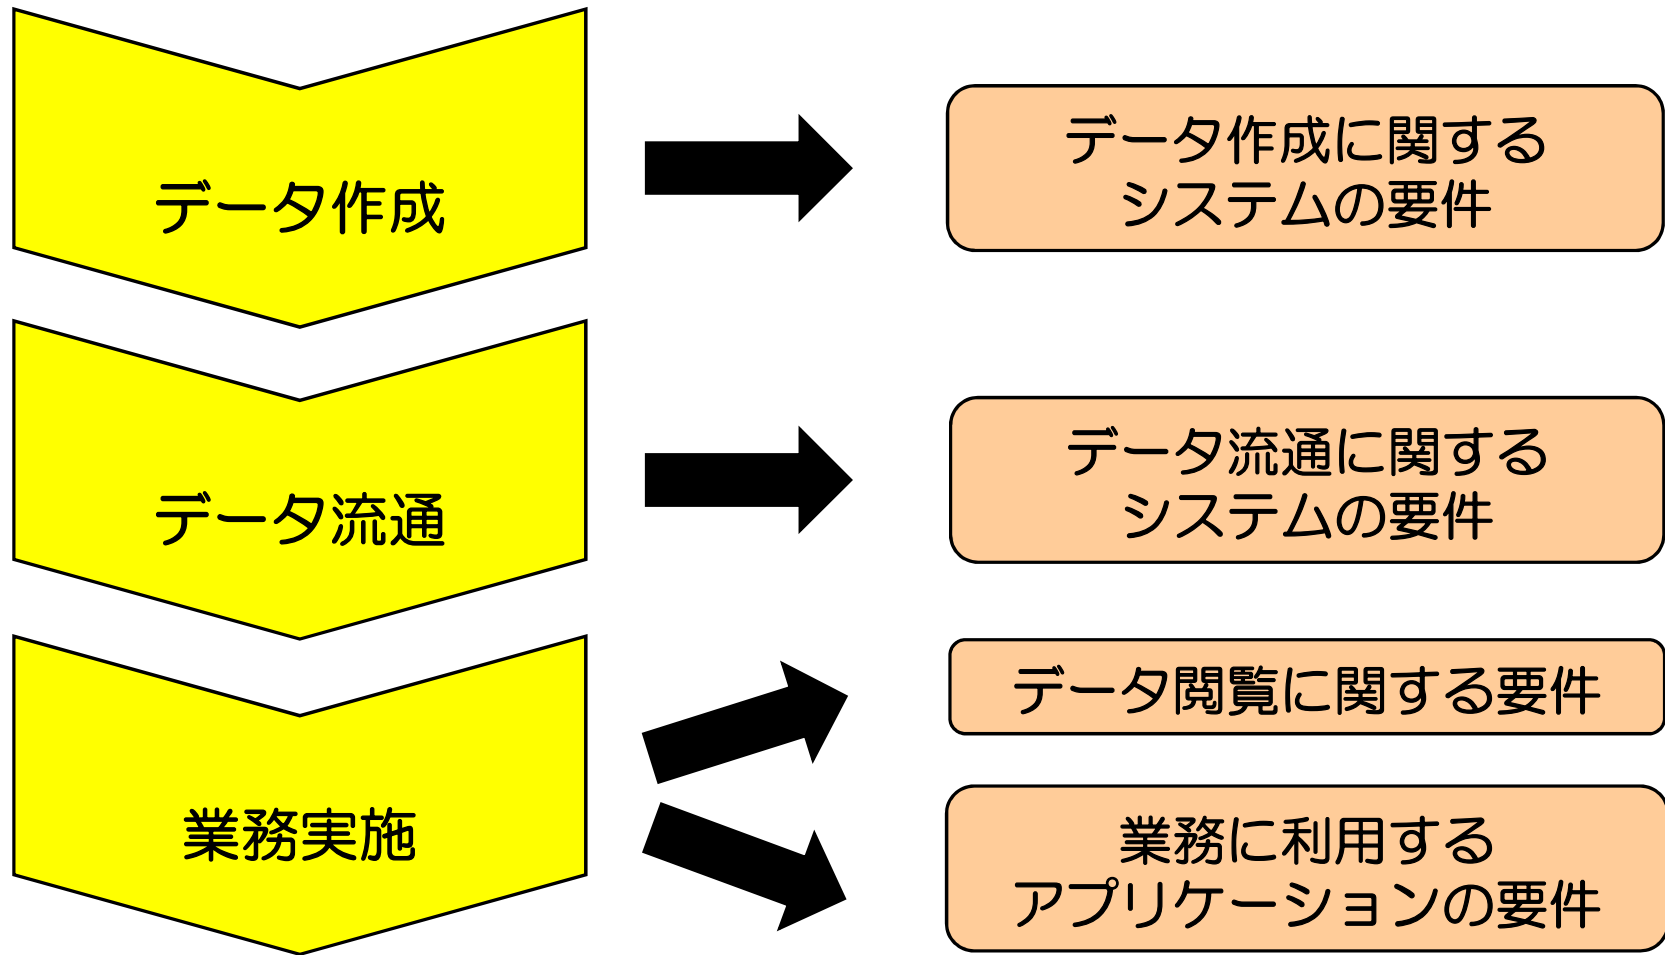 データ作成
データ作成に関する
システムの要件
データ流通
データ流通に関する
システムの要件
業務実施
データ閲覧に関する要件
業務に利用する
アプリケーションの要件